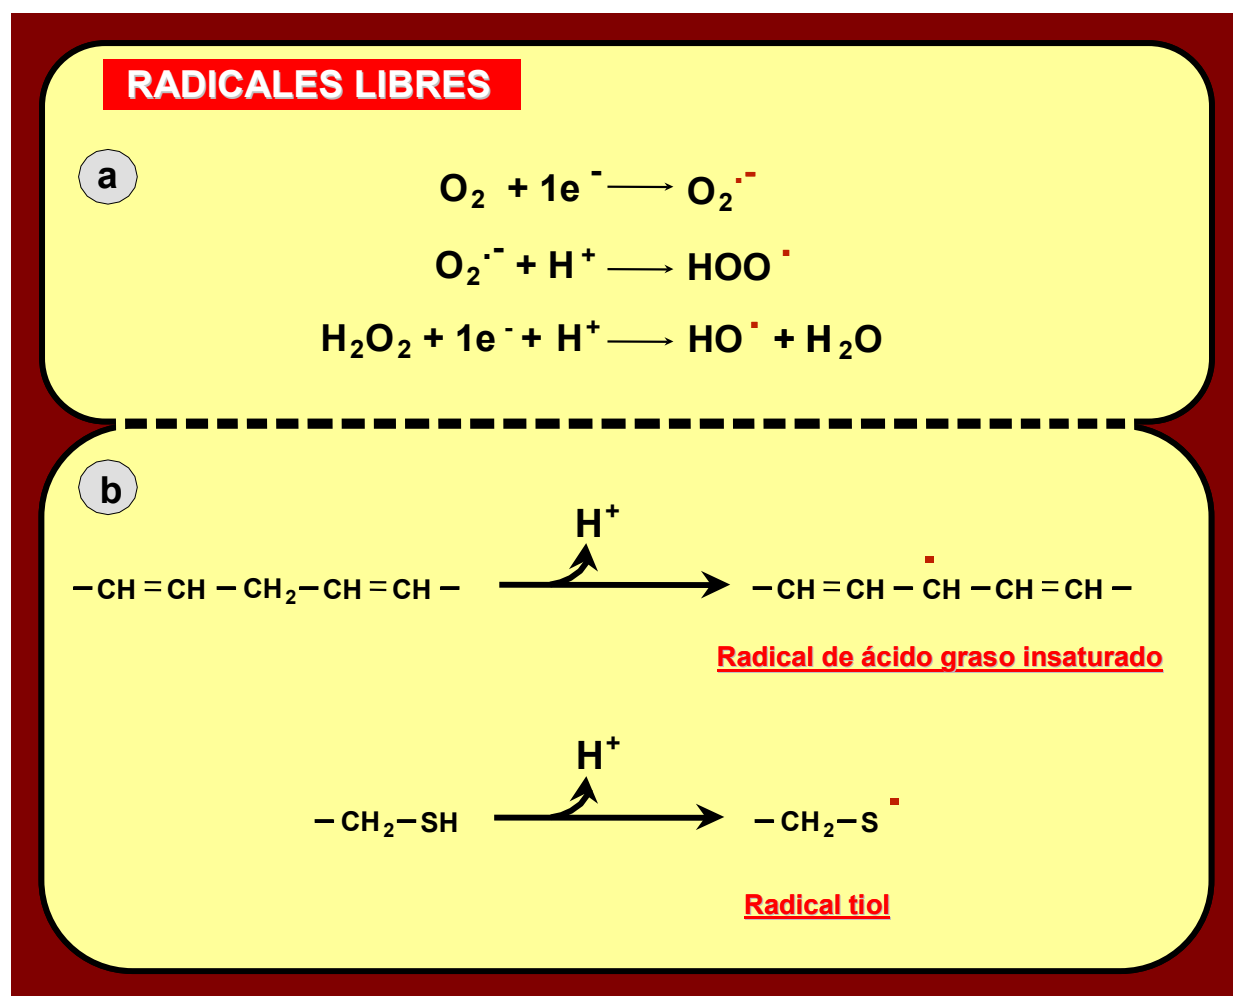 RADICALES LIBRES
a
O₂ + 1e⁻ → O₂·⁻
O₂·⁻ + H⁺ → HOO·
H₂O₂ + 1e⁻ + H⁺ → HO· + H₂O
b
H⁺
–CH=CH–CH₂–CH=CH– → –CH=CH–ĊH–CH=CH–
Radical de ácido graso insaturado
H⁺
–CH₂–SH → –CH₂–S·
Radical tiol